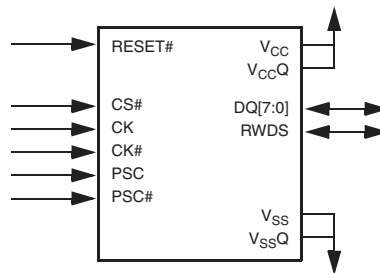 RESET#
CS#
CK
CK#
PSC
PSC#
VCC
VCCQ
DQ[7:0]
RWDS
VSS
VSSQ